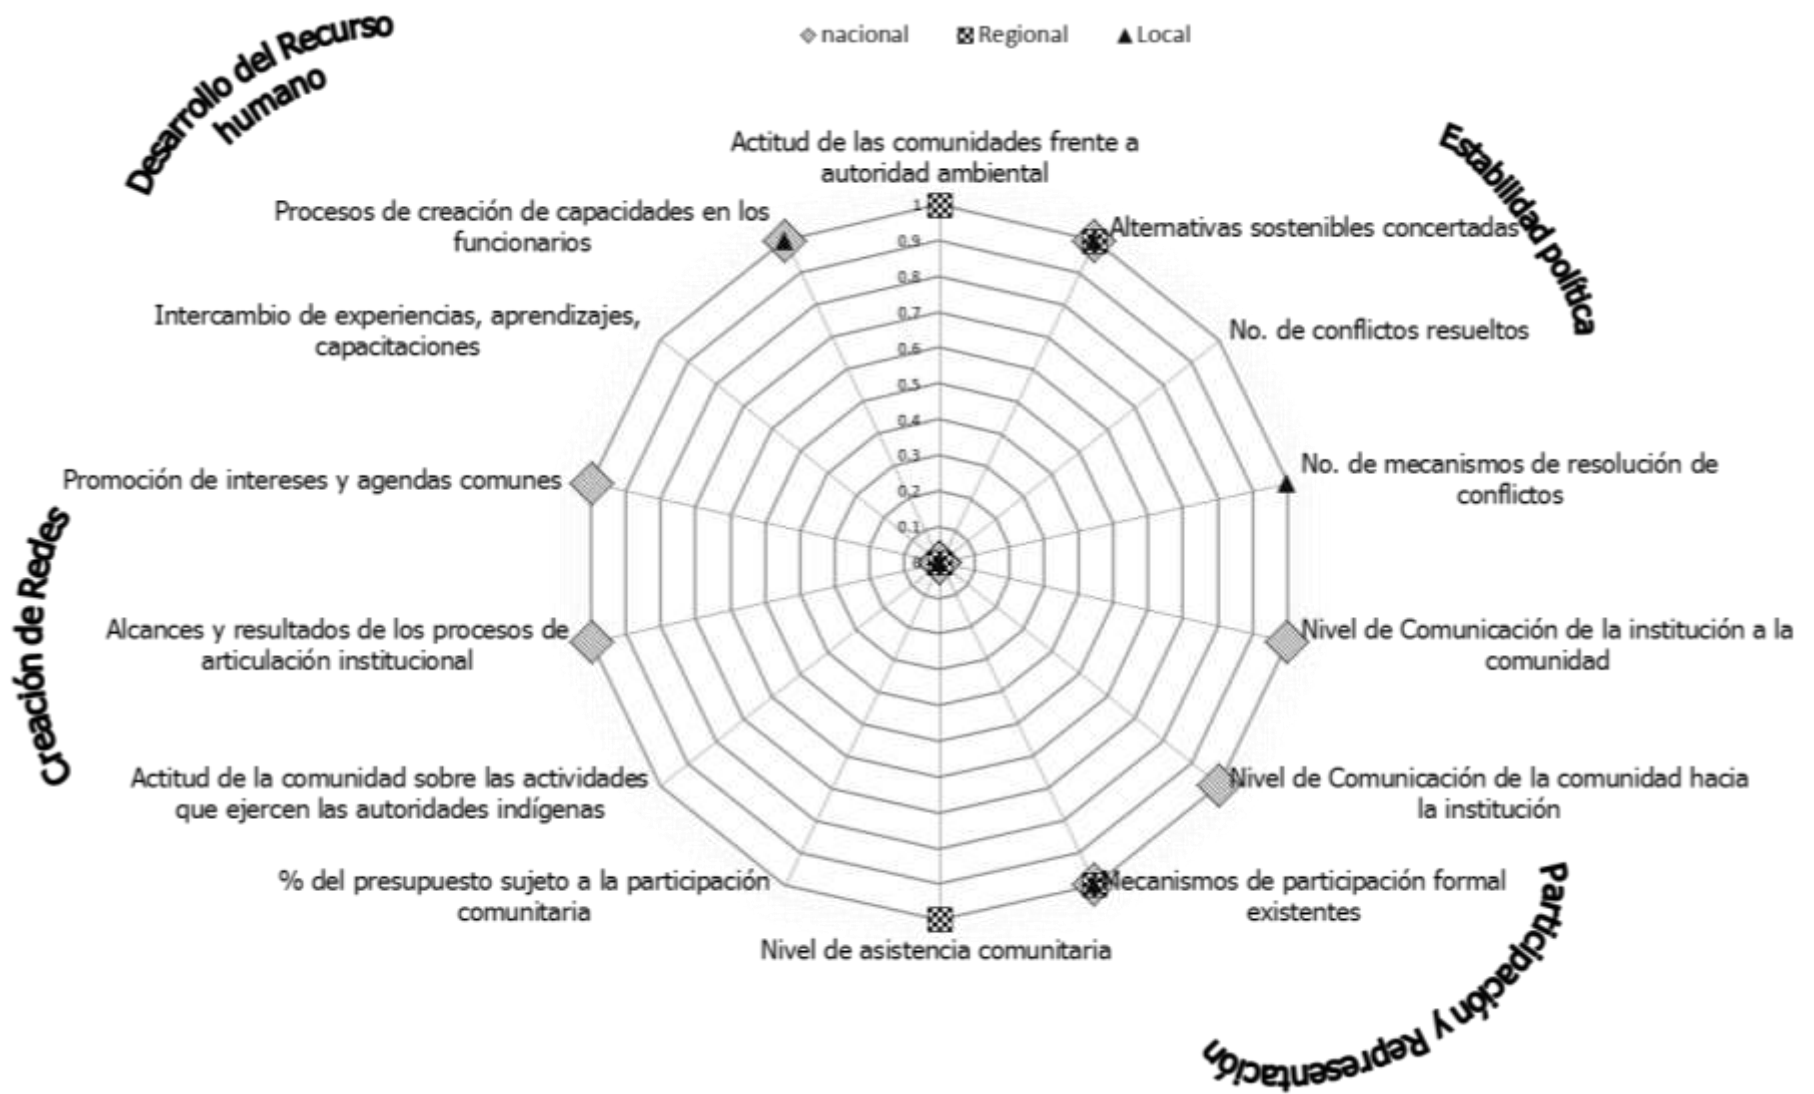 nacional Regional Local
Desarrollo del Recurso
humano
Estabilidad política
Actitud de las comunidades frente a
autoridad ambiental
Procesos de creación de capacidades en los
funcionarios
Alternativas sostenibles concertadas
Intercambio de experiencias, aprendizajes,
capacitaciones
No. de conflictos resueltos
Promoción de intereses y agendas comunes
No. de mecanismos de resolución de
conflictos
1
0.9
0.8
0.7
0.6
0.5
0.4
0.3
0.2
0.1
0
Creación de Redes
Alcances y resultados de los procesos de
articulación institucional
Nivel de Comunicación de la institución a la
comunidad
Actitud de la comunidad sobre las actividades
que ejercen las autoridades indígenas
Nivel de Comunicación de la comunidad hacia
la institución
% del presupuesto sujeto a la participación
comunitaria
Mecanismos de participación formal
existentes
Nivel de asistencia comunitaria
Participación y Representación